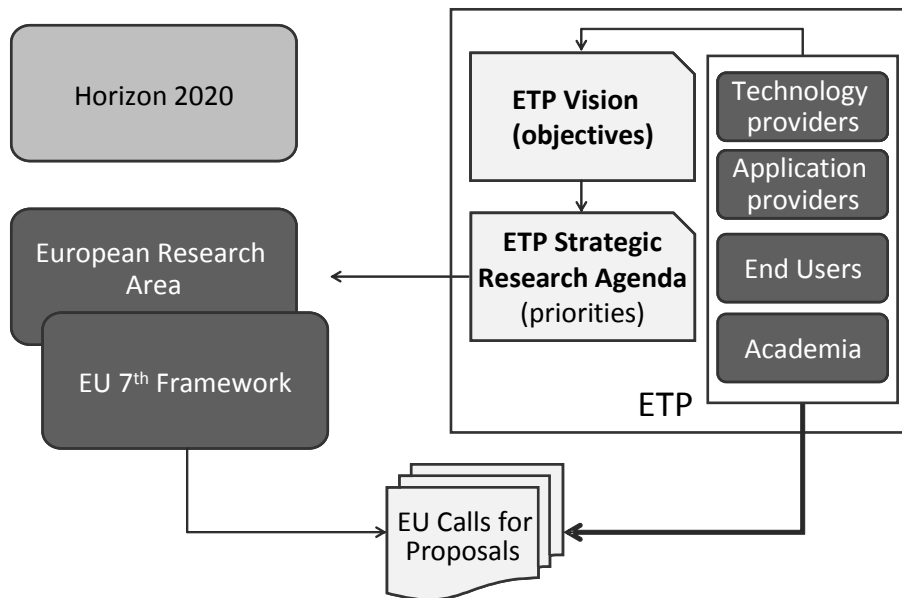 Horizon 2020
European Research
Area
EU 7th Framework
ETP Vision
(objectives)
ETP Strategic
Research Agenda
(priorities)
Technology
providers
Application
providers
End Users
Academia
ETP
EU Calls for
Proposals